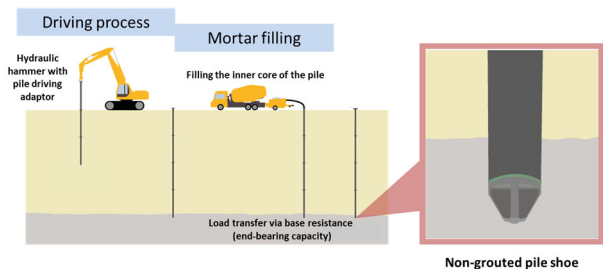 Driving process
Mortar filling
Hydraulic
hammer with
pile driving
adaptor
Filling the inner core of the pile
Load transfer via base resistance
(end-bearing capacity)
Non-grouted pile shoe